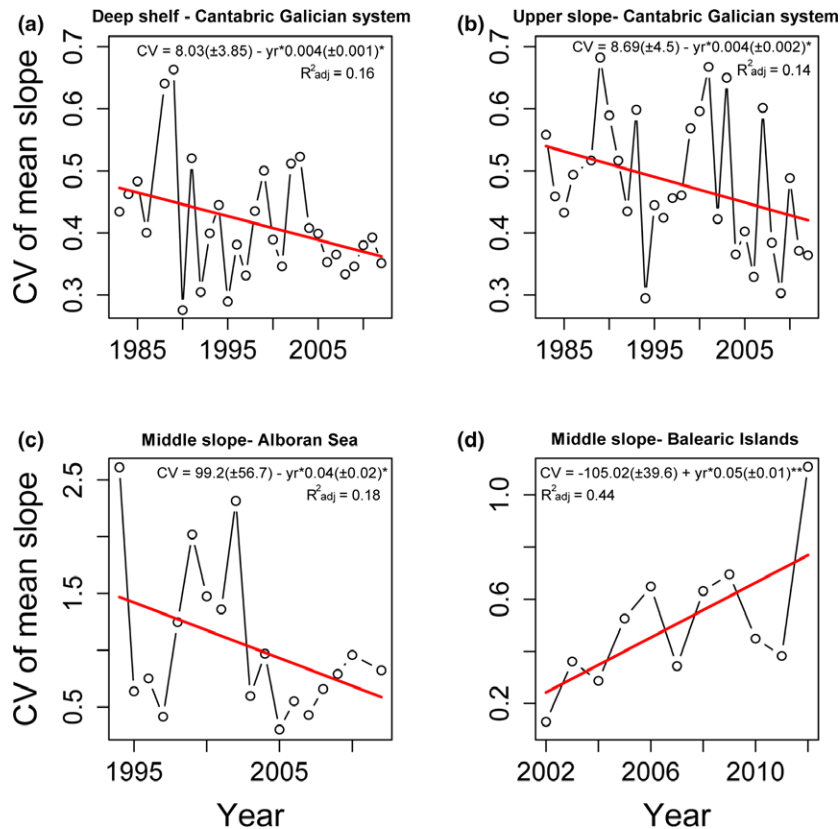 (a)
Deep shelf - Cantabric Galician system
CV = 8.03(±3.85) - yr*0.004(±0.001)*
R²adj = 0.16
CV of mean slope
0.7
0.6
0.5
0.4
0.3
1985
1995
2005
(b)
Upper slope- Cantabric Galician system
CV = 8.69(±4.5) - yr*0.004(±0.002)*
R²adj = 0.14
0.7
0.6
0.5
0.4
0.3
1985
1995
2005
(c)
Middle slope- Alboran Sea
CV = 99.2(±56.7) - yr*0.04(±0.02)*
R²adj = 0.18
CV of mean slope
2.5
1.5
0.5
1995
2005
Year
(d)
Middle slope- Balearic Islands
CV = -105.02(±39.6) + yr*0.05(±0.01)**
R²adj = 0.44
1.0
0.6
0.2
2002
2006
2010
Year